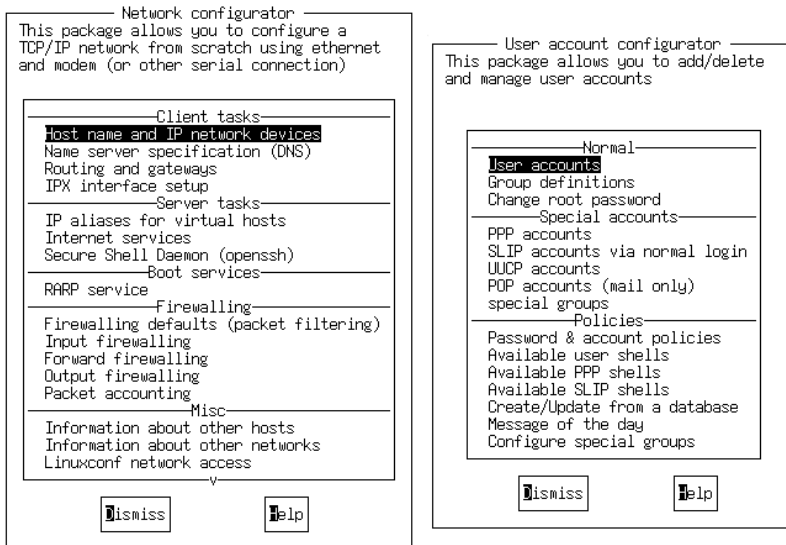 Network configurator
This package allows you to configure a
TCP/IP network from scratch using ethernet
and modem (or other serial connection)
Client tasks
Host name and IP network devices
Name server specification (DNS)
Routing and gateways
IPX interface setup
Server tasks
IP aliases for virtual hosts
Internet services
Secure Shell Daemon (openssh)
Boot services
RARP service
Firewalling
Firewalling defaults (packet filtering)
Input firewalling
Forward firewalling
Output firewalling
Packet accounting
Misc
Information about other hosts
Information about other networks
Linuxconf network access
v
Dismiss
Help
User account configurator
This package allows you to add/delete
and manage user accounts
Normal
User accounts
Group definitions
Change root password
Special accounts
PPP accounts
SLIP accounts via normal login
UUCP accounts
POP accounts (mail only)
special groups
Policies
Password & account policies
Available user shells
Available PPP shells
Available SLIP shells
Create/Update from a database
Message of the day
Configure special groups
Dismiss
Help